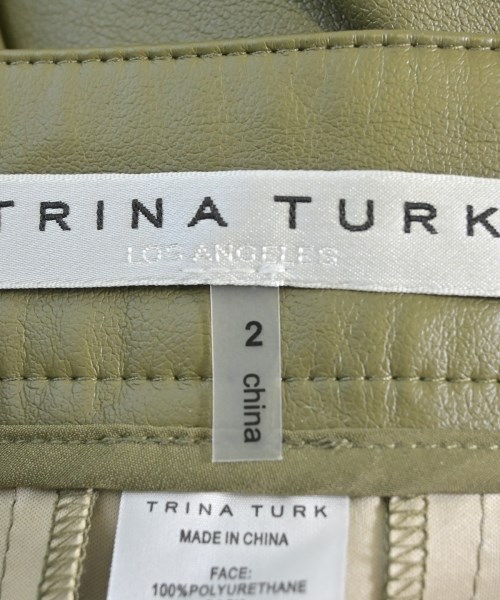 TRINA TURK
LOS ANGELES
2 china
TRINA TURK
MADE IN CHINA
FACE:
100%POLYURETHANE